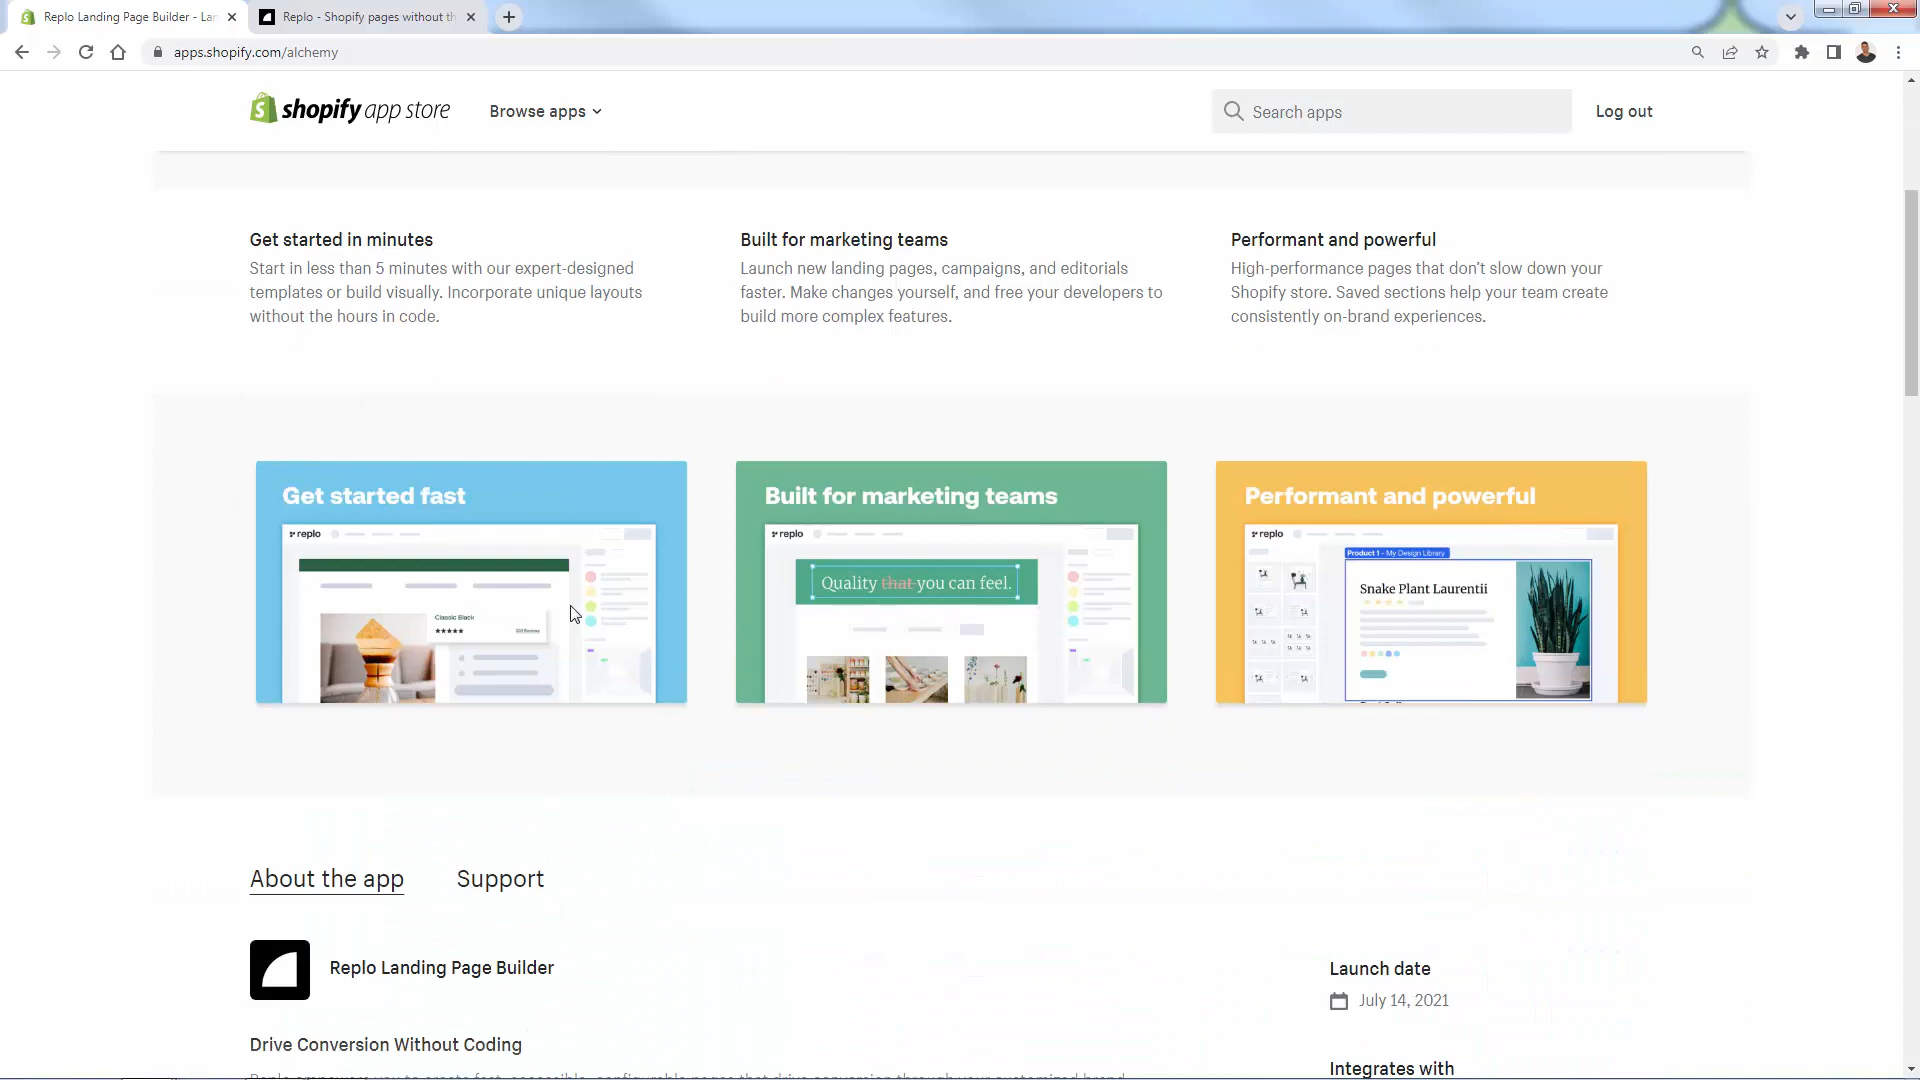 Replo Landing Page Builder - Lan
Replo - Shopify pages without th
apps.shopify.com/alchemy
shopify app store
Browse apps
Search apps
Log out
Get started in minutes
Start in less than 5 minutes with our expert-designed
templates or build visually. Incorporate unique layouts
without the hours in code.
Built for marketing teams
Launch new landing pages, campaigns, and editorials
faster. Make changes yourself, and free your developers to
build more complex features.
Performant and powerful
High-performance pages that don't slow down your
Shopify store. Saved sections help your team create
consistently on-brand experiences.
Get started fast
replo
Classic Black
Built for marketing teams
replo
Quality that you can feel.
Performant and powerful
replo
Product 1 - My Design Library
Snake Plant Laurentii
About the app
Support
Replo Landing Page Builder
Drive Conversion Without Coding
Launch date
July 14, 2021
Integrates with